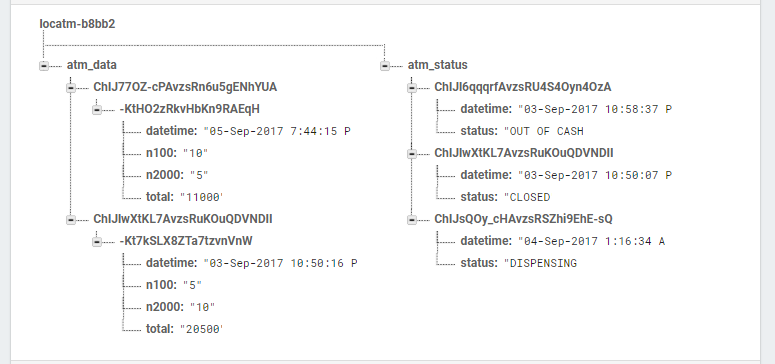 locatm-b8bb2
atm_data
ChIJ77OZ-cPAvzsRn6u5gENhYUA
-KtHO2zRkvHbKn9RAEqH
datetime: "05-Sep-2017 7:44:15 P
n100: "10"
n2000: "5"
total: "11000'
ChIJIwXtKL7AvzsRuKOuQDVNDII
-Kt7kSLX8ZTa7tzvnVnW
datetime: "03-Sep-2017 10:50:16 P
n100: "5"
n2000: "10"
total: "20500'
atm_status
ChIJI6qqqrfAvzsRU4S4Oyn4OzA
datetime: "03-Sep-2017 10:58:37 P
status: "OUT OF CASH
ChIJIwXtKL7AvzsRuKOuQDVNDII
datetime: "03-Sep-2017 10:50:07 P
status: "CLOSED
ChIJsQOy_cHAvzsRSZhi9EhE-sQ
datetime: "04-Sep-2017 1:16:34 A
status: "DISPENSING